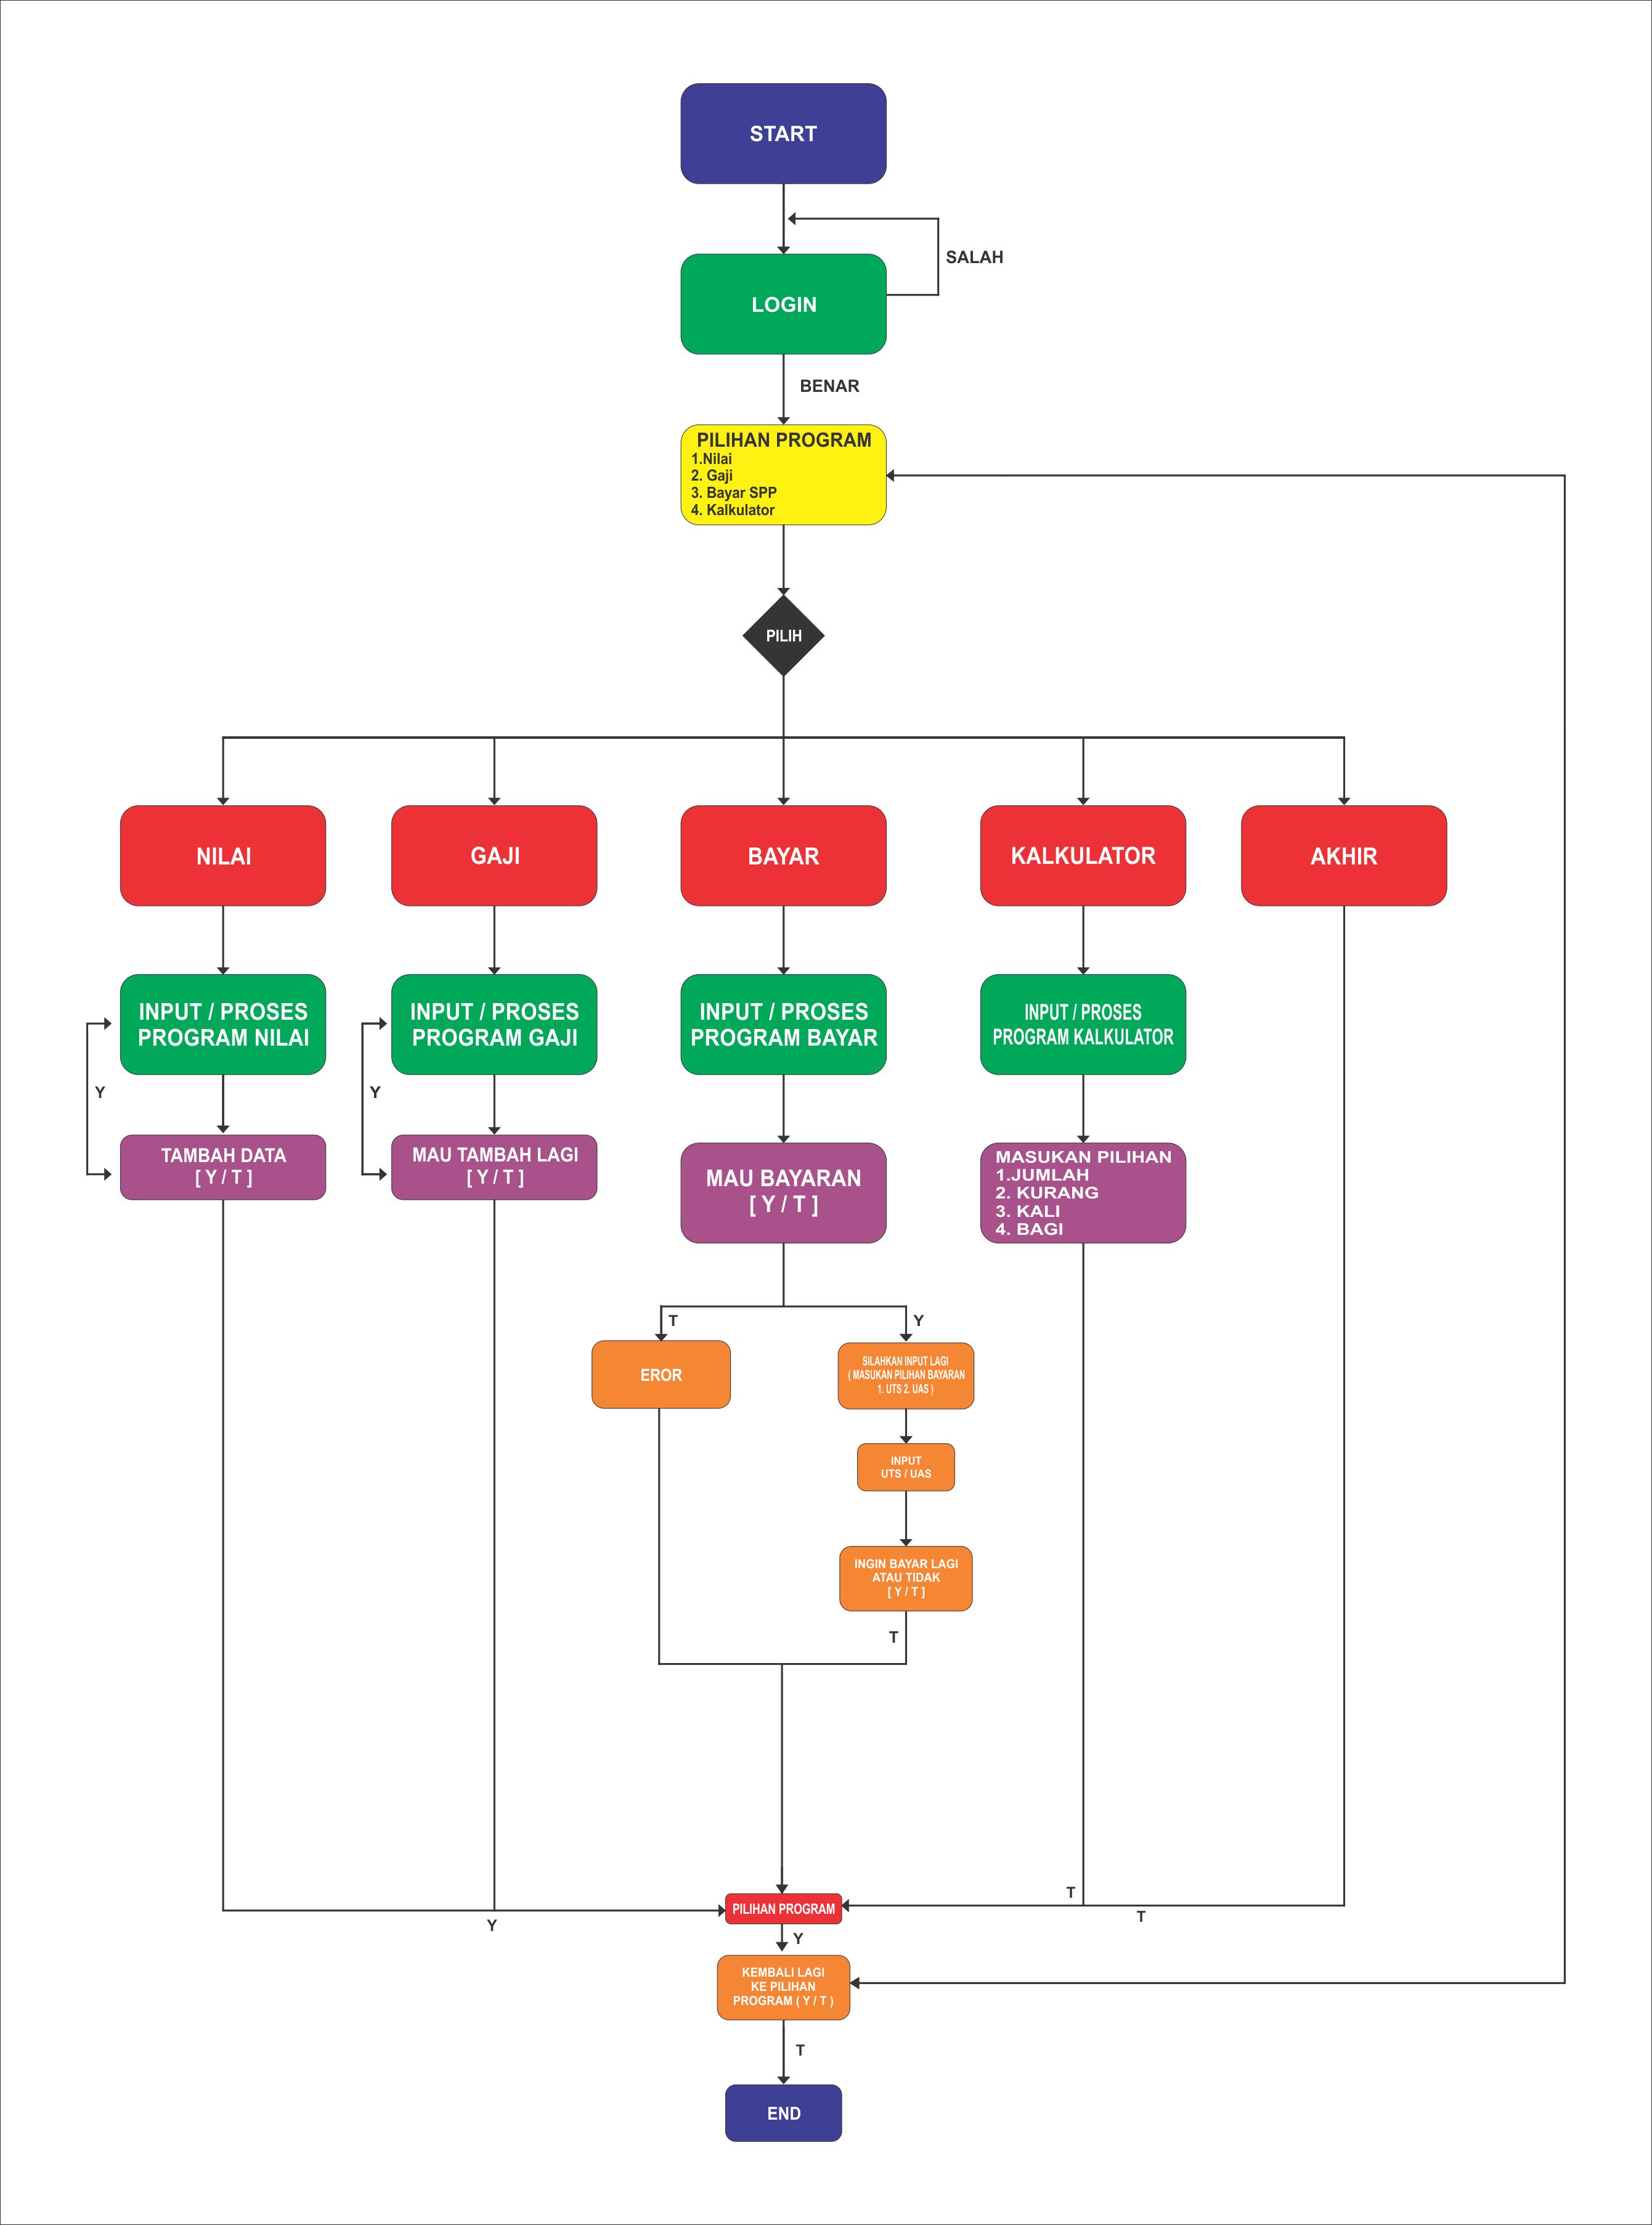 START
SALAH
LOGIN
BENAR
PILIHAN PROGRAM
1.Nilai
2. Gaji
3. Bayar SPP
4. Kalkulator
PILIH
NILAI
GAJI
BAYAR
KALKULATOR
AKHIR
INPUT / PROSES
PROGRAM NILAI
INPUT / PROSES
PROGRAM GAJI
INPUT / PROSES
PROGRAM BAYAR
INPUT / PROSES
PROGRAM KALKULATOR
Y
Y
TAMBAH DATA
[ Y / T ]
MAU TAMBAH LAGI
[ Y / T ]
MAU BAYARAN
[ Y / T ]
MASUKAN PILIHAN
1.JUMLAH
2. KURANG
3. KALI
4. BAGI
T
Y
EROR
SILAHKAN INPUT LAGI
( MASUKAN PILIHAN BAYARAN
1. UTS 2. UAS )
INPUT
UTS / UAS
INGIN BAYAR LAGI
ATAU TIDAK
[ Y / T ]
T
T
PILIHAN PROGRAM
T
Y
Y
KEMBALI LAGI
KE PILIHAN
PROGRAM ( Y / T )
T
END